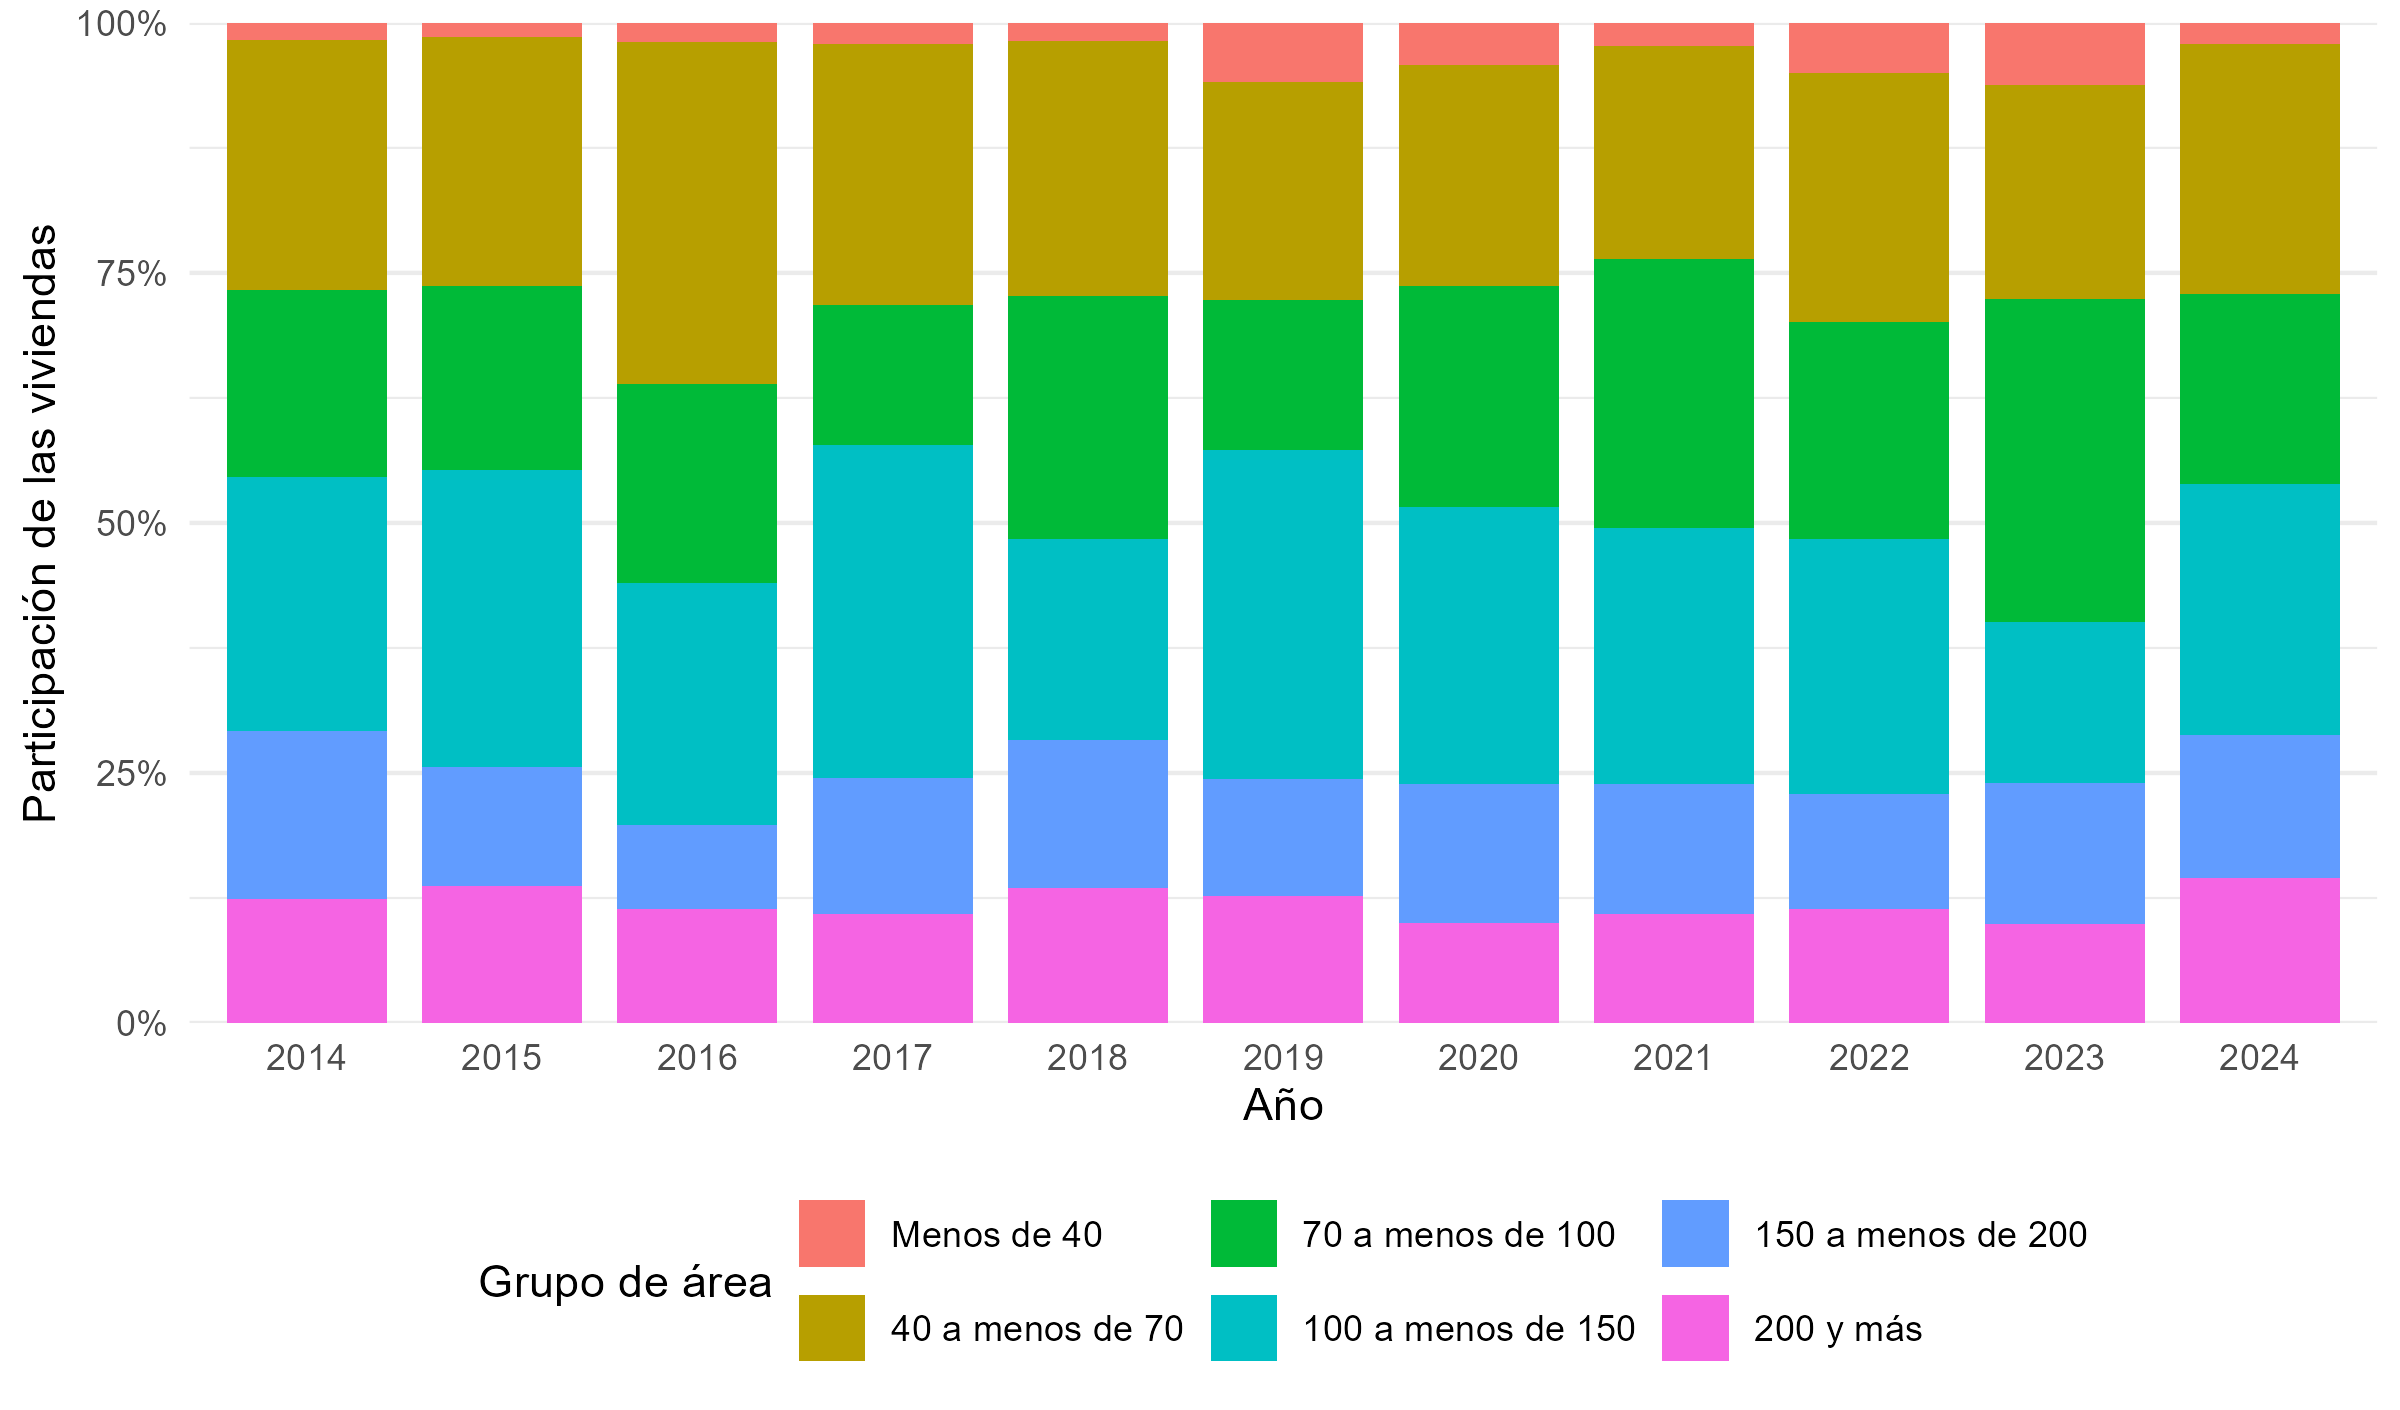 Participación de las viviendas
100%
75%
50%
25%
0%
2014 2015 2016 2017 2018 2019 2020 2021 2022 2023 2024
Año
Grupo de área
Menos de 40
40 a menos de 70
70 a menos de 100
100 a menos de 150
150 a menos de 200
200 y más